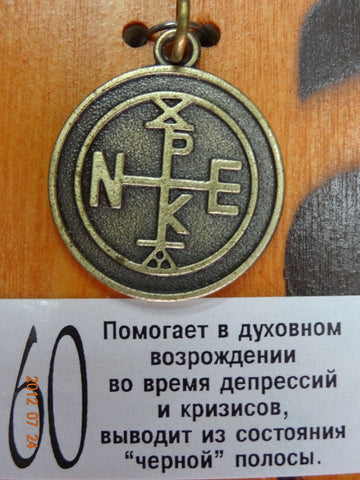 P
N E
K
60
Помогает в духовном
возрождении
во время депрессий
и кризисов,
выводит из состояния
“черной” полосы.
2012 07 24